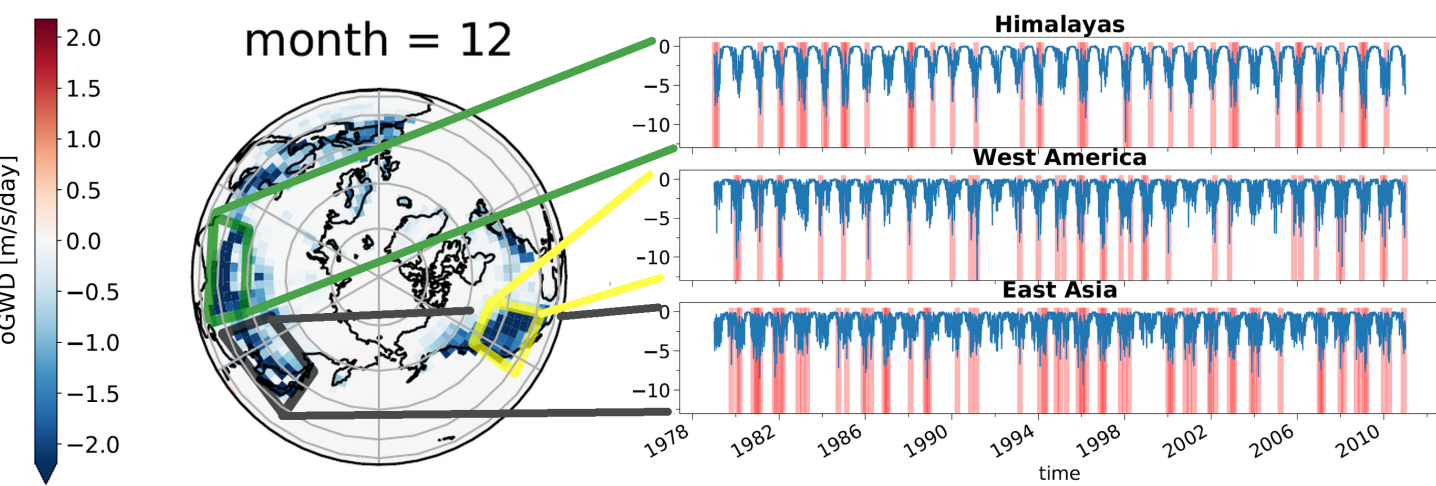 oGWD [m/s/day]
2.0
1.5
1.0
0.5
0.0
−0.5
−1.0
−1.5
−2.0
month = 12
Himalayas
0
−5
−10
West America
0
−5
−10
East Asia
0
−5
−10
1978 1982 1986 1990 1994 1998 2002 2006 2010
time